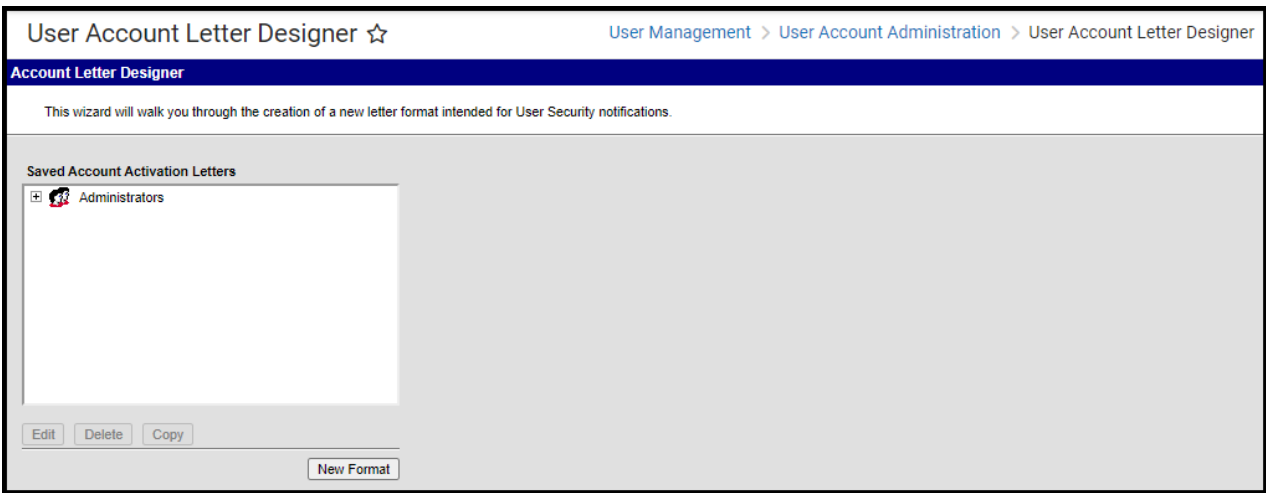 User Account Letter Designer
User Management > User Account Administration > User Account Letter Designer
Account Letter Designer
This wizard will walk you through the creation of a new letter format intended for User Security notifications.
Saved Account Activation Letters
Administrators
Edit Delete Copy
New Format